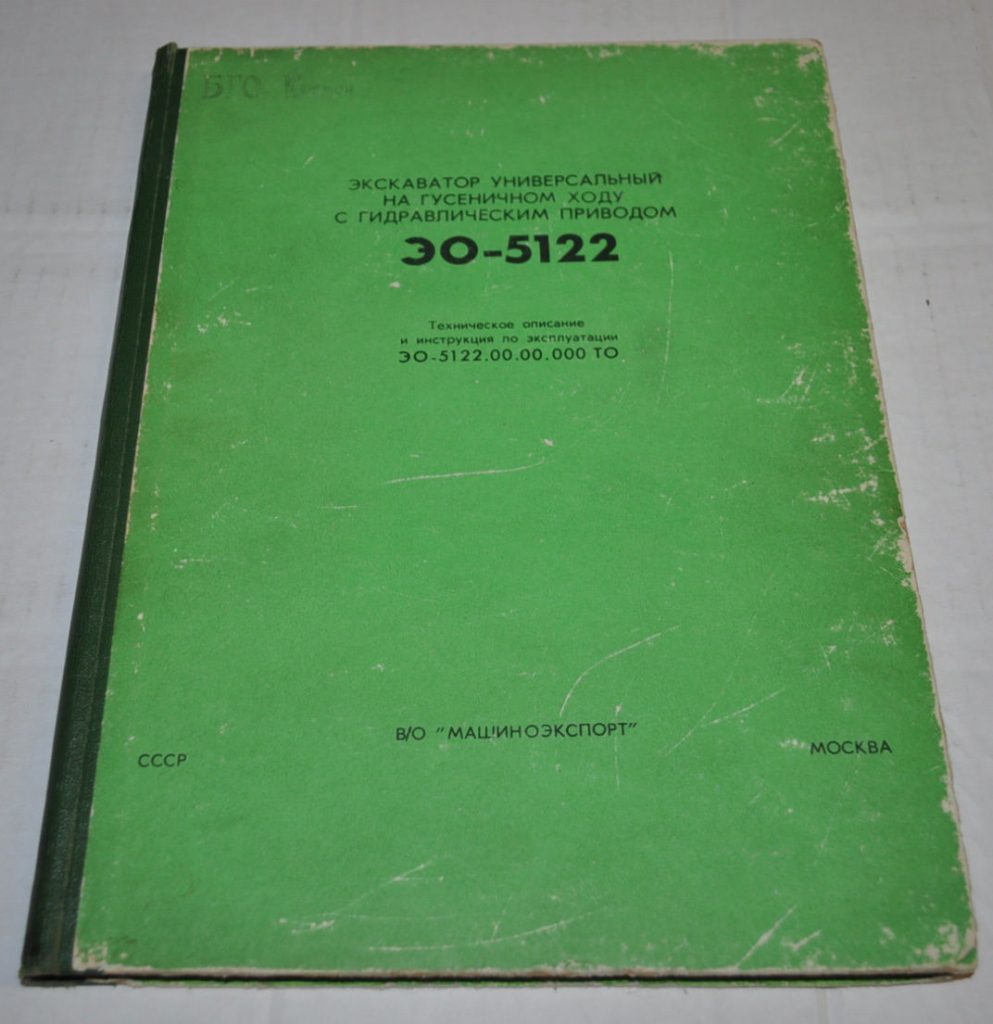 БГО
ЭКСКАВАТОР УНИВЕРСАЛЬНЫЙ
НА ГУСЕНИЧНОМ ХОДУ
С ГИДРАВЛИЧЕСКИМ ПРИВОДОМ
ЭО-5122
Техническое описание
и инструкция по эксплуатации
ЭО-5122.00.00.000 ТО
В/О "МАШИНОЭКСПОРТ"
СССР
МОСКВА